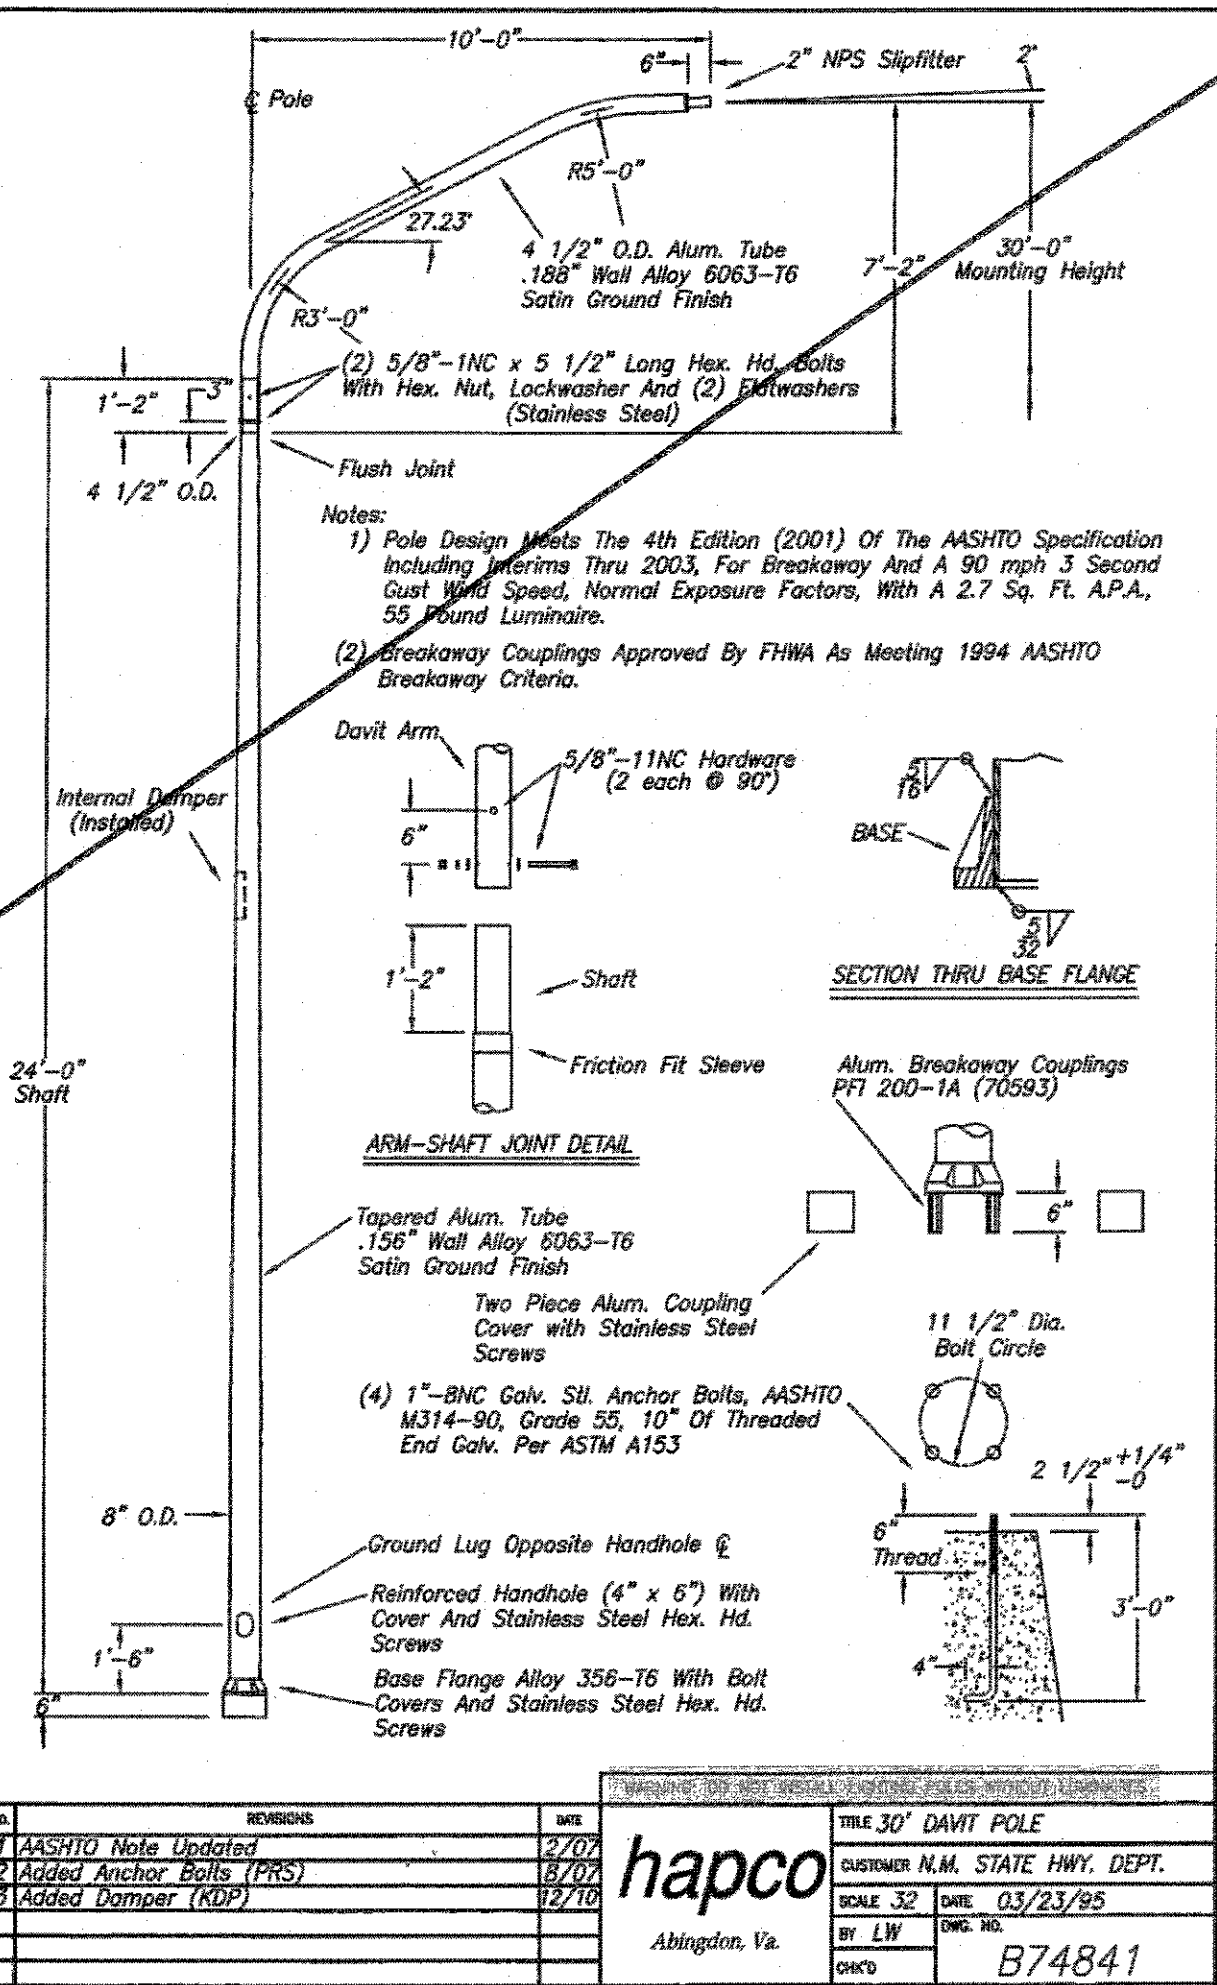 10'-0"
6"
2" NPS Slipfitter
2°
℄ Pole
R5'-0"
27.23°
4 1/2" O.D. Alum. Tube
.188" Wall Alloy 6063-T6
Satin Ground Finish
7'-2"
30'-0"
Mounting Height
R3'-0"
(2) 5/8"-1NC x 5 1/2" Long Hex. Hd. Bolts
With Hex. Nut, Lockwasher And (2) Flatwashers
(Stainless Steel)
1'-2"
3"
4 1/2" O.D.
Flush Joint
Notes:
1) Pole Design Meets The 4th Edition (2001) Of The AASHTO Specification
Including Interims Thru 2003, For Breakaway And A 90 mph 3 Second
Gust Wind Speed, Normal Exposure Factors, With A 2.7 Sq. Ft. A.P.A.,
55 Pound Luminaire.
(2) Breakaway Couplings Approved By FHWA As Meeting 1994 AASHTO
Breakaway Criteria.
Davit Arm
5/8"-11NC Hardware
(2 each @ 90°)
6"
Internal Damper
(Installed)
5
16
BASE
5
32
SECTION THRU BASE FLANGE
1'-2"
Shaft
Friction Fit Sleeve
ARM-SHAFT JOINT DETAIL
24'-0"
Shaft
Alum. Breakaway Couplings
PFI 200-1A (70593)
6"
Tapered Alum. Tube
.156" Wall Alloy 6063-T6
Satin Ground Finish
Two Piece Alum. Coupling
Cover with Stainless Steel
Screws
11 1/2" Dia.
Bolt Circle
(4) 1"-8NC Galv. Stl. Anchor Bolts, AASHTO
M314-90, Grade 55, 10" Of Threaded
End Galv. Per ASTM A153
2 1/2" +1/4"
-0
6"
Thread
3'-0"
4"
8" O.D.
Ground Lug Opposite Handhole ℄
Reinforced Handhole (4" x 6") With
Cover And Stainless Steel Hex. Hd.
Screws
1'-6"
Base Flange Alloy 356-T6 With Bolt
Covers And Stainless Steel Hex. Hd.
Screws
6"
WARNING: DO NOT INSTALL LIGHTING POLES WITHOUT LUMINAIRES
REVISIONS DATE
AASHTO Note Updated 2/07
2 Added Anchor Bolts (PRS) 8/07
3 Added Damper (KDP) 12/10
hapco
Abingdon, Va.
TITLE 30' DAVIT POLE
CUSTOMER N.M. STATE HWY. DEPT.
SCALE 32 DATE 03/23/95
BY LW DWG. NO.
CHK'D B74841